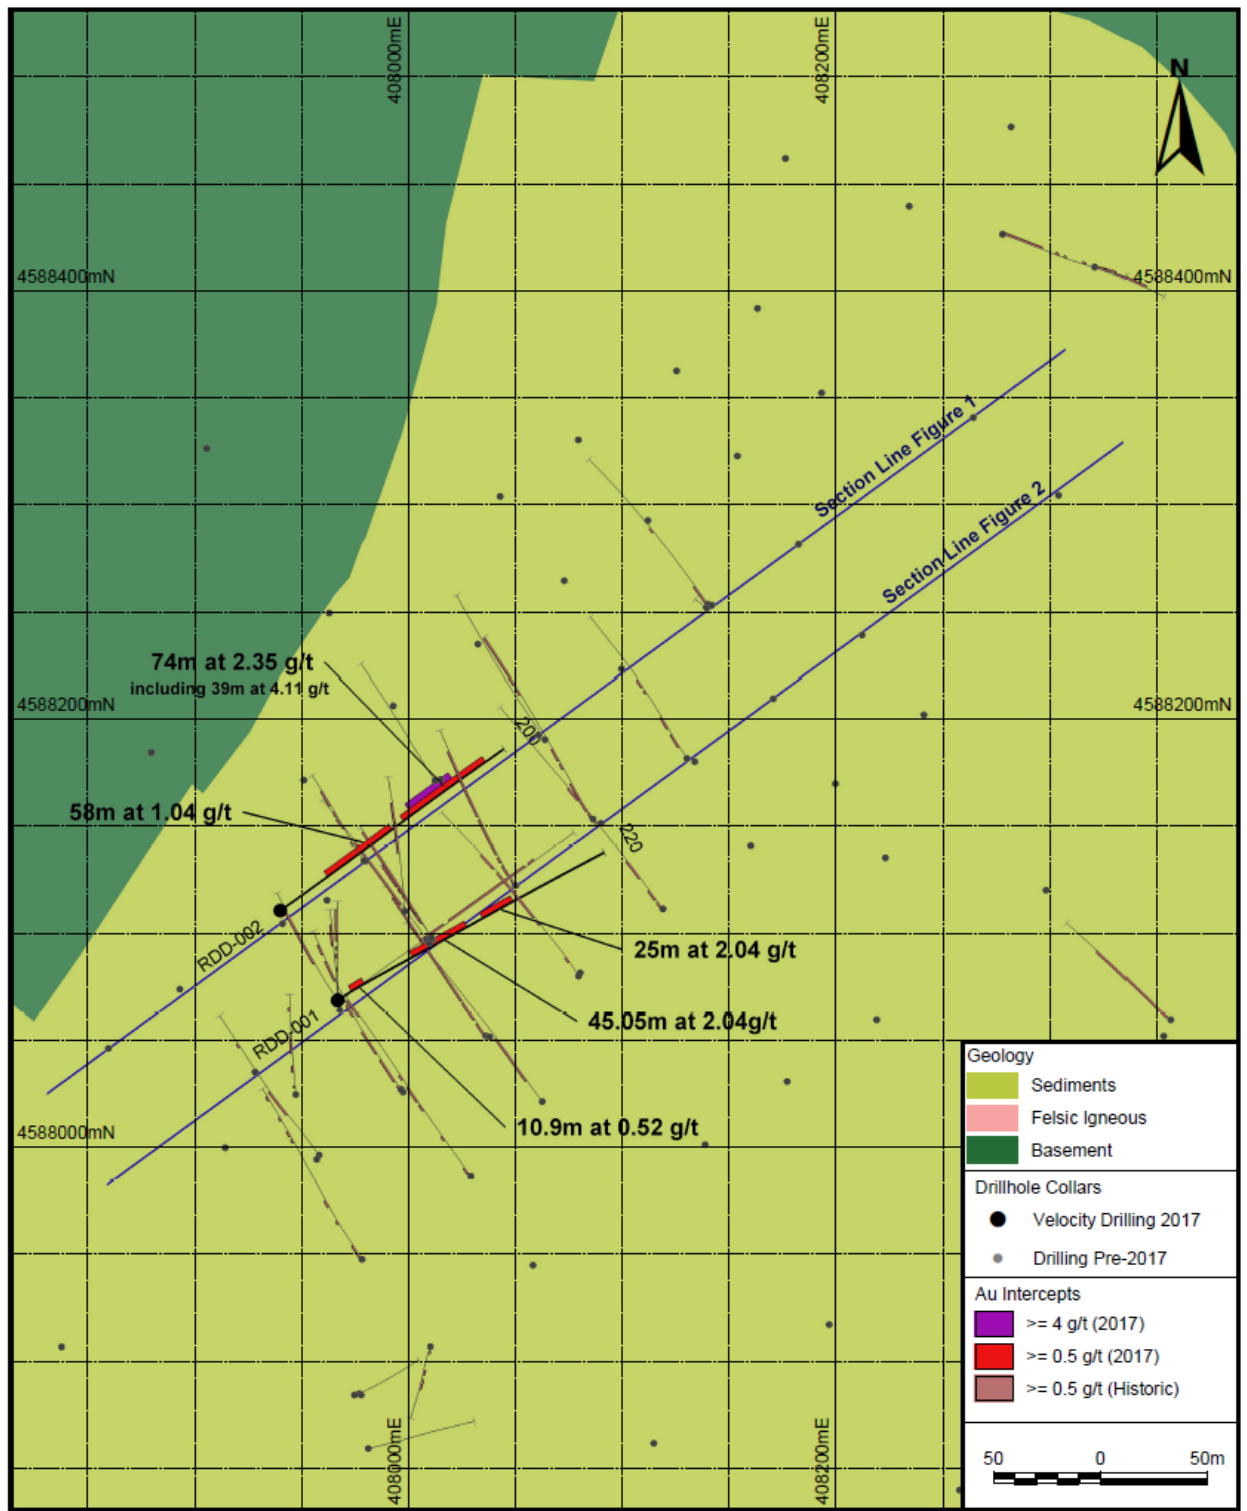 408000mE
408200mE
N
4588400mN
4588400mN
Section Line Figure 1
Section Line Figure 2
74m at 2.35 g/t
including 39m at 4.11 g/t
4588200mN
4588200mN
200
58m at 1.04 g/t
220
RDD-002
25m at 2.04 g/t
45.05m at 2.04g/t
RDD-001
10.9m at 0.52 g/t
4588000mN
Geology
Sediments
Felsic Igneous
Basement
Drillhole Collars
Velocity Drilling 2017
Drilling Pre-2017
Au Intercepts
>= 4 g/t (2017)
>= 0.5 g/t (2017)
>= 0.5 g/t (Historic)
408000mE
408200mE
50 0 50m